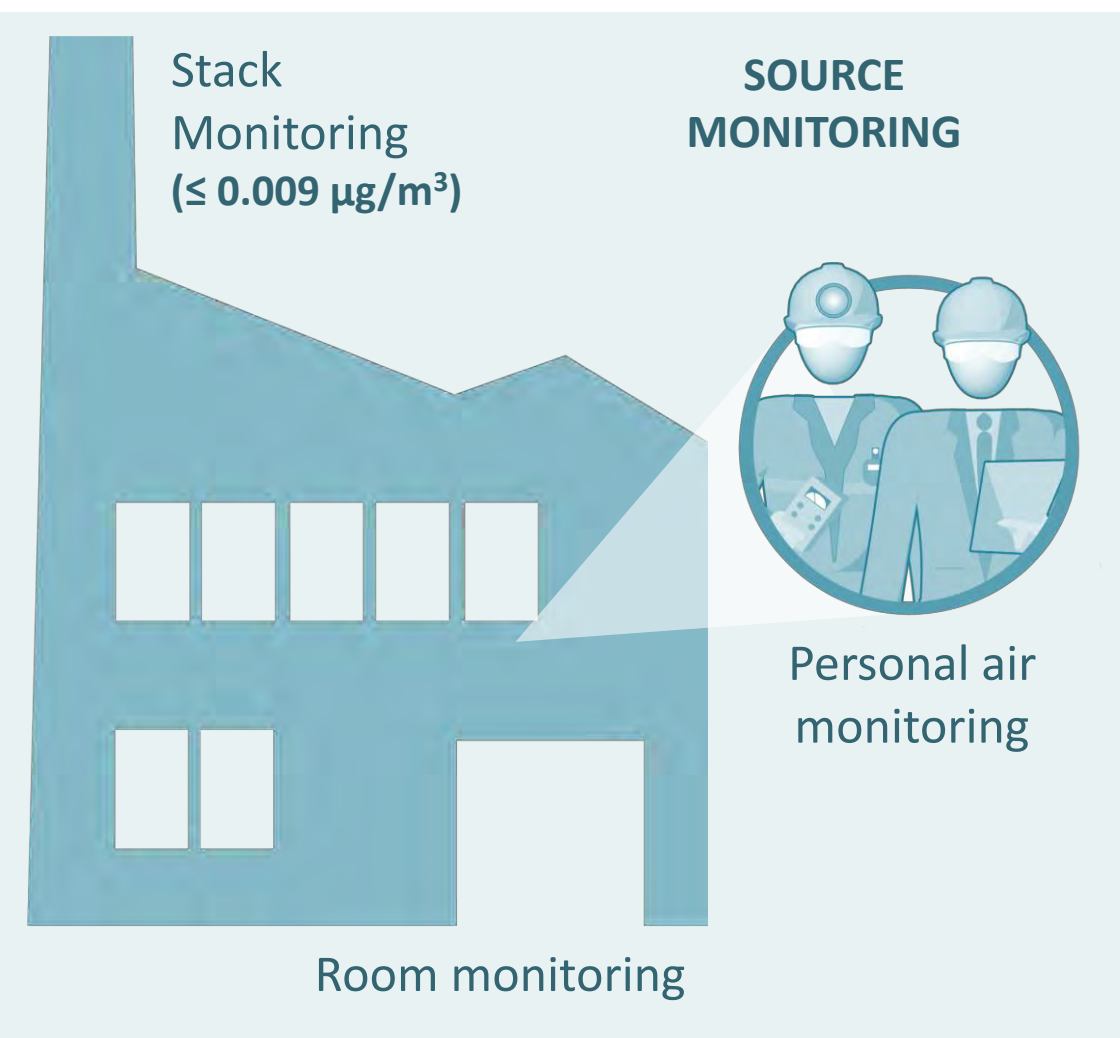 Stack
Monitoring
(≤ 0.009 µg/m³)
SOURCE
MONITORING
Personal air
monitoring
Room monitoring